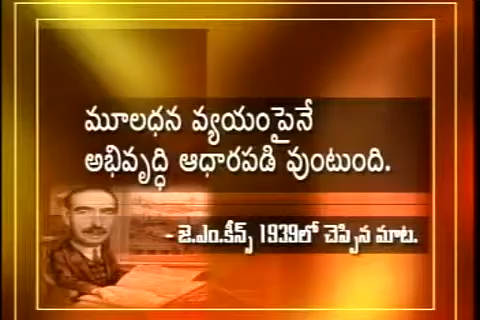 మూలధన వ్యయంపైనే
అభివృద్ధి ఆధారపడి వుంటుంది.
- జె.ఎం.కీన్స్ 1939లో చెప్పిన మాట.